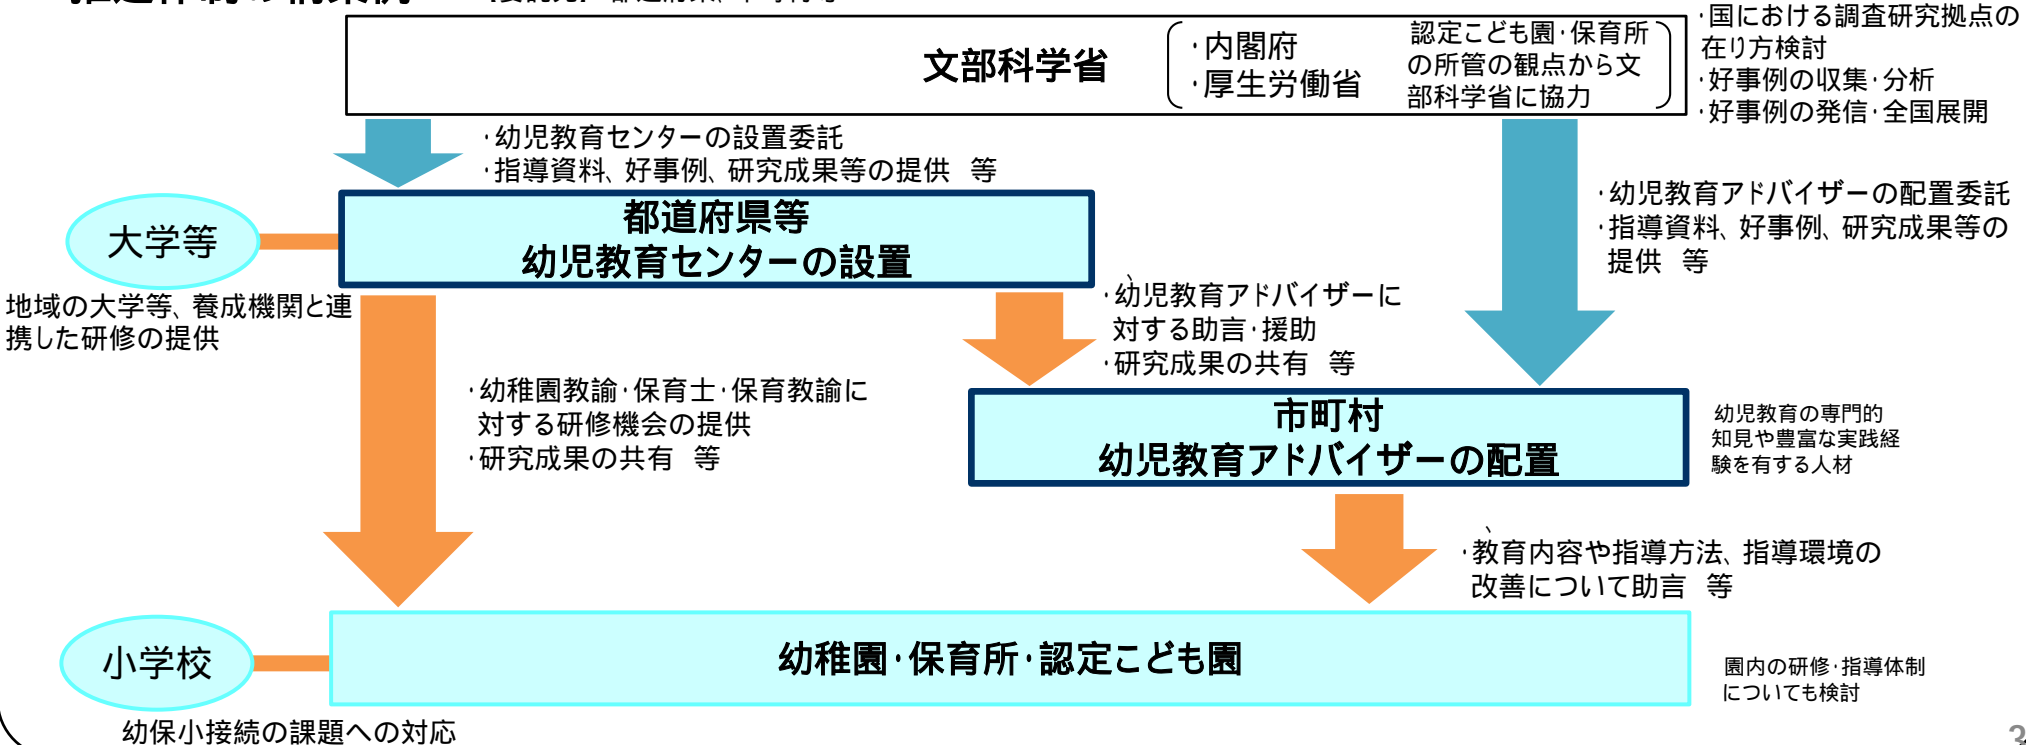 文部科学省
・内閣府
・厚生労働省
認定こども園・保育所
の所管の観点から文
部科学省に協力
・国における調査研究拠点の
在り方検討
・好事例の収集・分析
・好事例の発信・全国展開
・幼児教育センターの設置委託
・指導資料、好事例、研究成果等の提供 等
・幼児教育アドバイザーの配置委託
・指導資料、好事例、研究成果等の
提供 等
大学等
都道府県等
幼児教育センターの設置
地域の大学等、養成機関と連
携した研修の提供
・幼児教育アドバイザーに
対する助言・援助
・研究成果の共有 等
・幼稚園教諭・保育士・保育教諭に
対する研修機会の提供
・研究成果の共有 等
市町村
幼児教育アドバイザーの配置
幼児教育の専門的
知見や豊富な実践経
験を有する人材
・教育内容や指導方法、指導環境の
改善について助言 等
小学校
幼稚園・保育所・認定こども園
園内の研修・指導体制
についても検討
幼保小接続の課題への対応